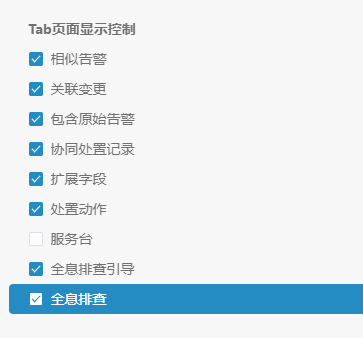 Tab页面显示控制
相似告警
关联变更
包含原始告警
协同处置记录
扩展字段
处置动作
服务台
全息排查引导
全息排查